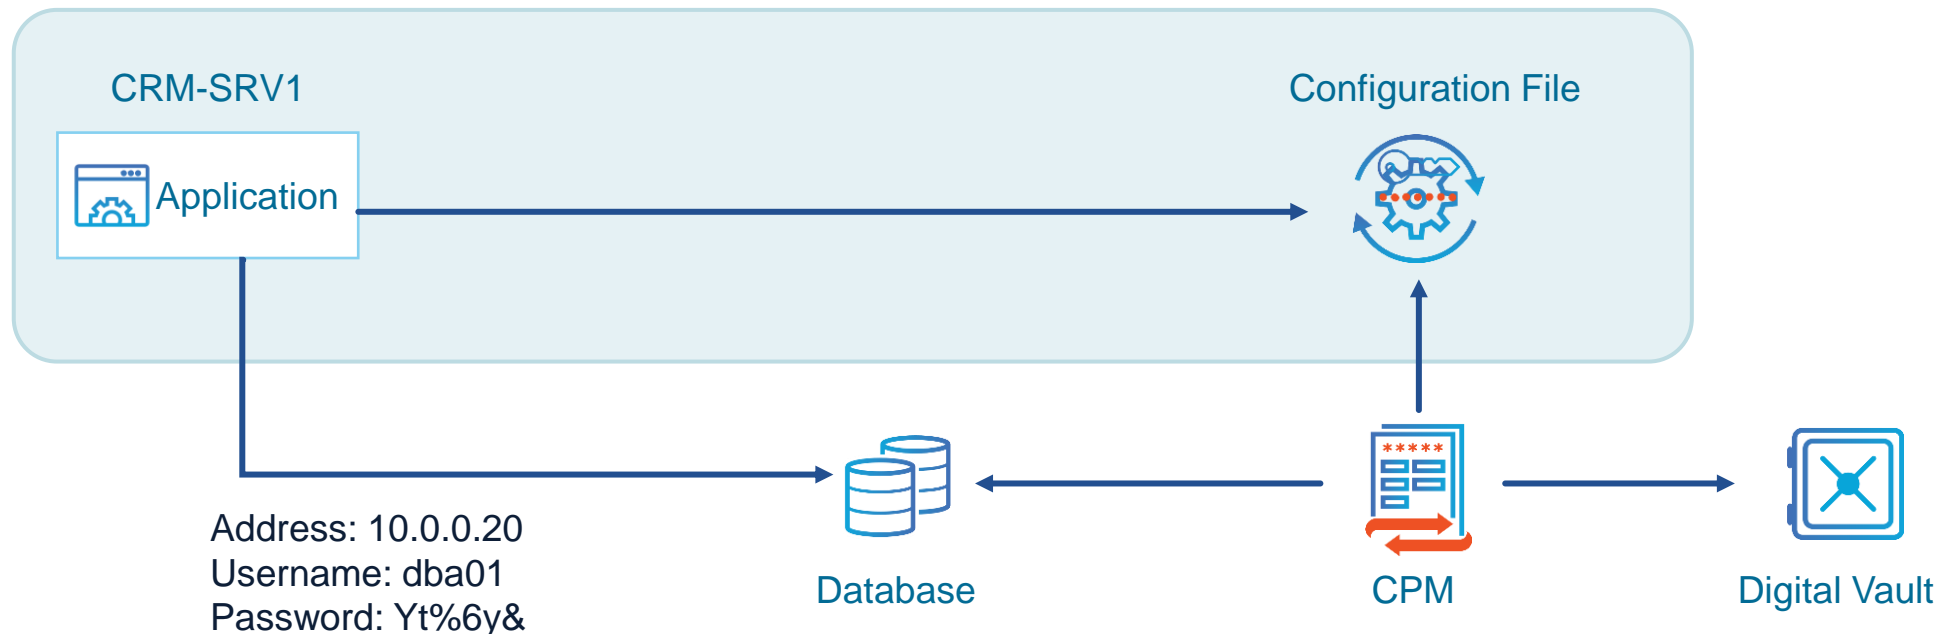 CRM-SRV1
Configuration File
Application
*****
Address: 10.0.0.20
Username: dba01
Password: Yt%6y&
Database
CPM
Digital Vault